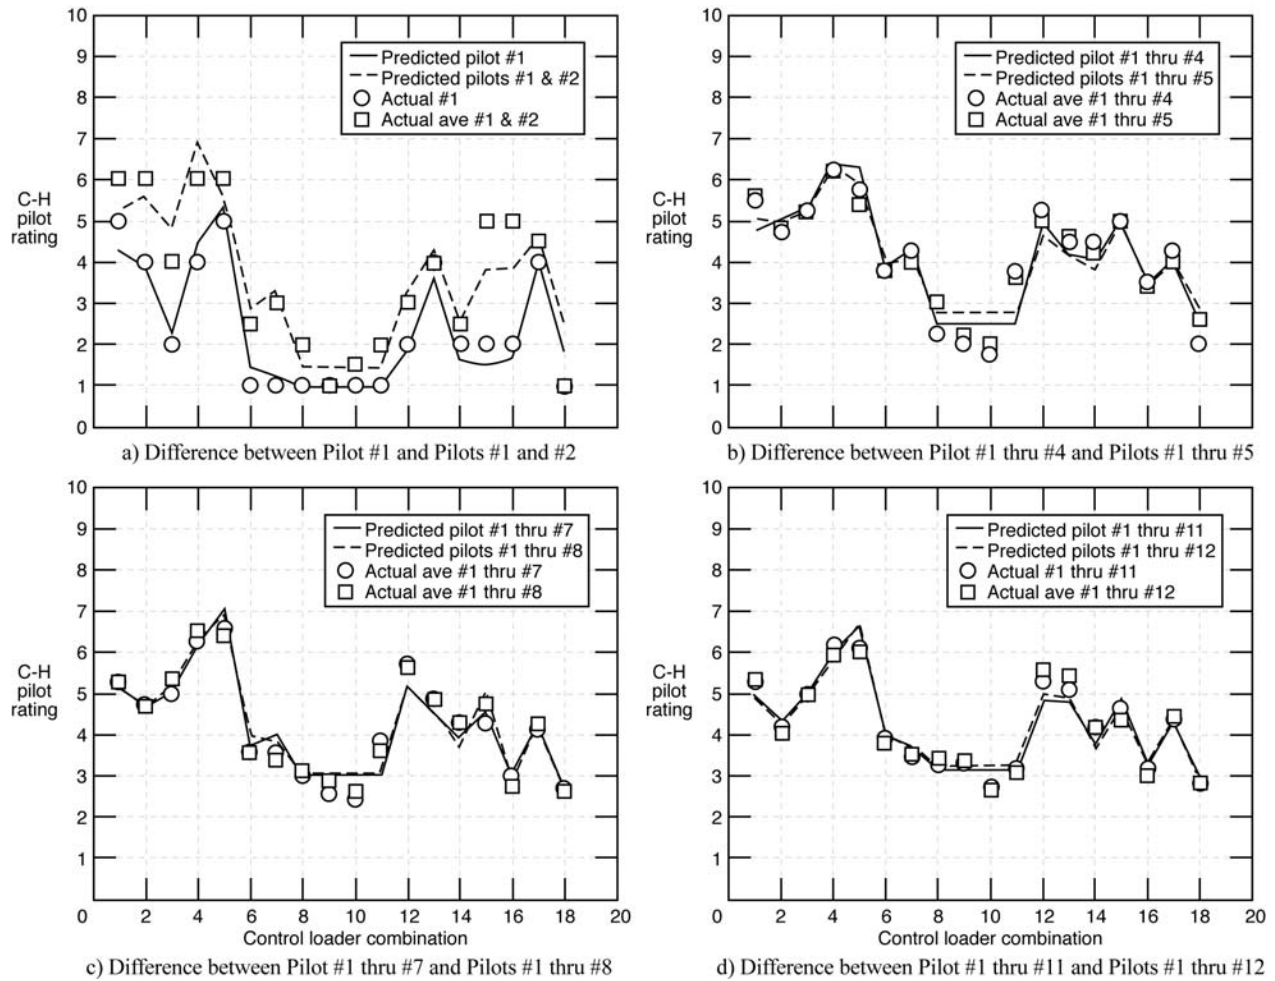 10
9
8
7
6
5
4
3
2
1
0
C-H
pilot
rating
Predicted pilot #1
Predicted pilots #1 & #2
Actual #1
Actual ave #1 & #2
a) Difference between Pilot #1 and Pilots #1 and #2
10
9
8
7
6
5
4
3
2
1
0
C-H
pilot
rating
Predicted pilot #1 thru #4
Predicted pilots #1 thru #5
Actual ave #1 thru #4
Actual ave #1 thru #5
b) Difference between Pilot #1 thru #4 and Pilots #1 thru #5
10
9
8
7
6
5
4
3
2
1
C-H
pilot
rating
Predicted pilot #1 thru #7
Predicted pilots #1 thru #8
Actual ave #1 thru #7
Actual ave #1 thru #8
0 2 4 6 8 10 12 14 16 18 20
Control loader combination
c) Difference between Pilot #1 thru #7 and Pilots #1 thru #8
10
9
8
7
6
5
4
3
2
1
C-H
pilot
rating
Predicted pilot #1 thru #11
Predicted pilots #1 thru #12
Actual #1 thru #11
Actual ave #1 thru #12
0 2 4 6 8 10 12 14 16 18 20
Control loader combination
d) Difference between Pilot #1 thru #11 and Pilots #1 thru #12